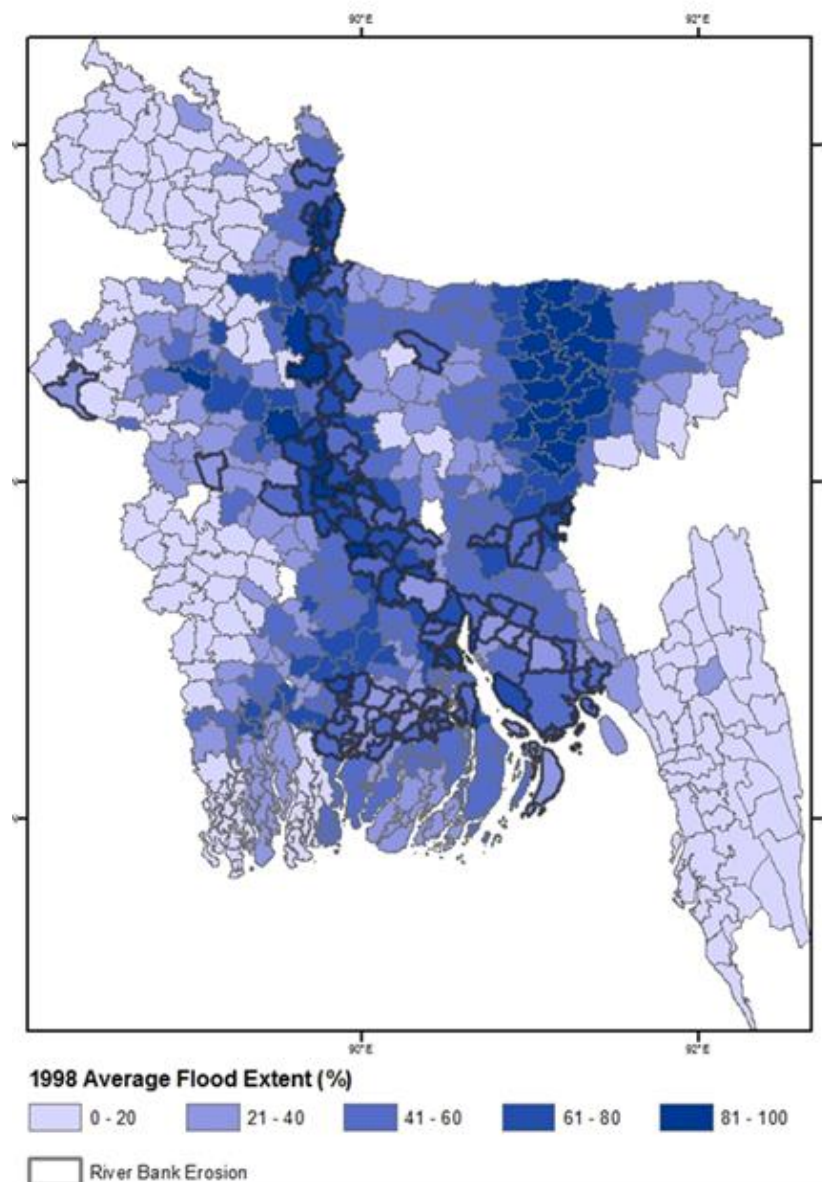 90°E 92°E
90°E 92°E
1998 Average Flood Extent (%)
0 - 20 21 - 40 41 - 60 61 - 80 81 - 100
River Bank Erosion